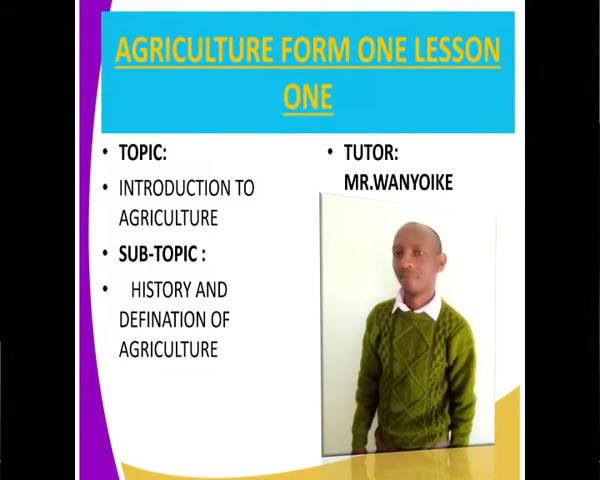 AGRICULTURE FORM ONE LESSON
ONE
• TOPIC:
• INTRODUCTION TO
AGRICULTURE
• SUB-TOPIC :
• HISTORY AND
DEFINATION OF
AGRICULTURE
• TUTOR:
MR.WANYOIKE